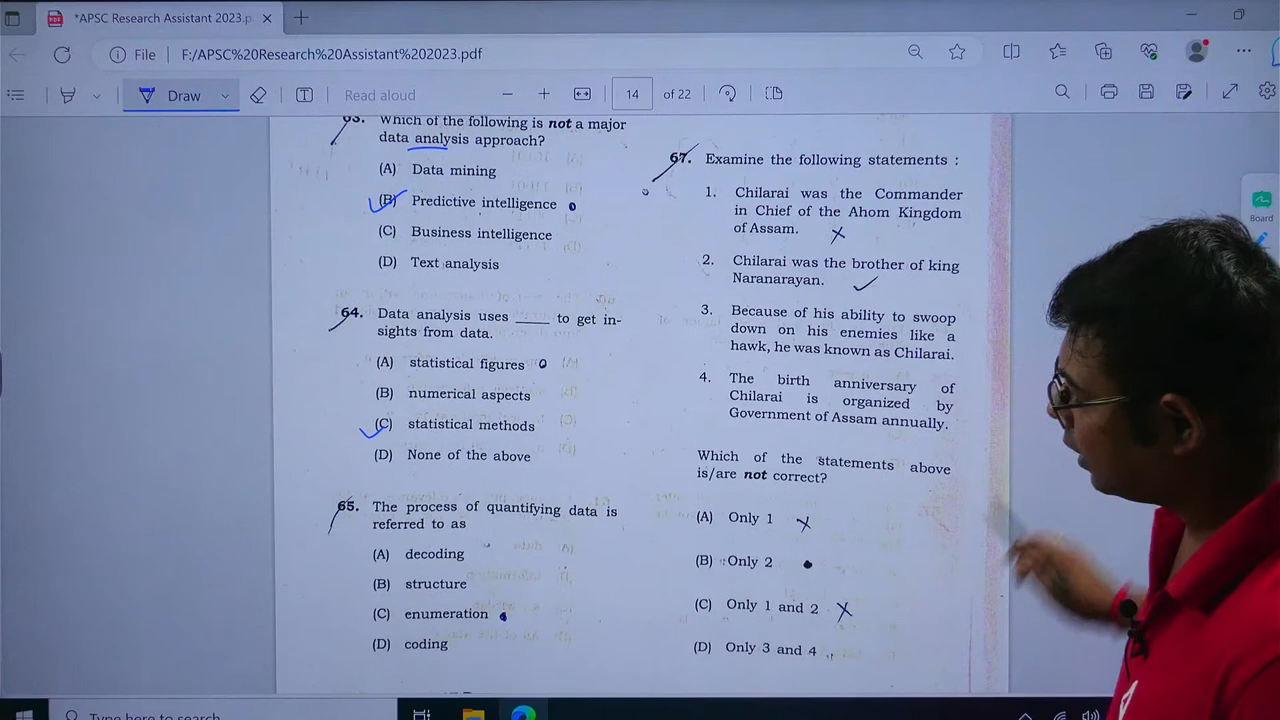 *APSC Research Assistant 2023.p
File
F:/APSC%20Research%20Assistant%202023.pdf
Draw
Read aloud
14
of 22
63. Which of the following is not a major
data analysis approach?
(A) Data mining
(B) Predictive intelligence
(C) Business intelligence
(D) Text analysis
64. Data analysis uses _____ to get in-
sights from data.
(A) statistical figures
(B) numerical aspects
(C) statistical methods
(D) None of the above
65. The process of quantifying data is
referred to as
(A) decoding
(B) structure
(C) enumeration
(D) coding
67. Examine the following statements :
1. Chilarai was the Commander
in Chief of the Ahom Kingdom
of Assam.
2. Chilarai was the brother of king
Naranarayan.
3. Because of his ability to swoop
down on his enemies like a
hawk, he was known as Chilarai.
4. The birth anniversary of
Chilarai is organized by
Government of Assam annually.
Which of the statements above
is/are not correct?
(A) Only 1
(B) Only 2
(C) Only 1 and 2
(D) Only 3 and 4
Board
Type here to search